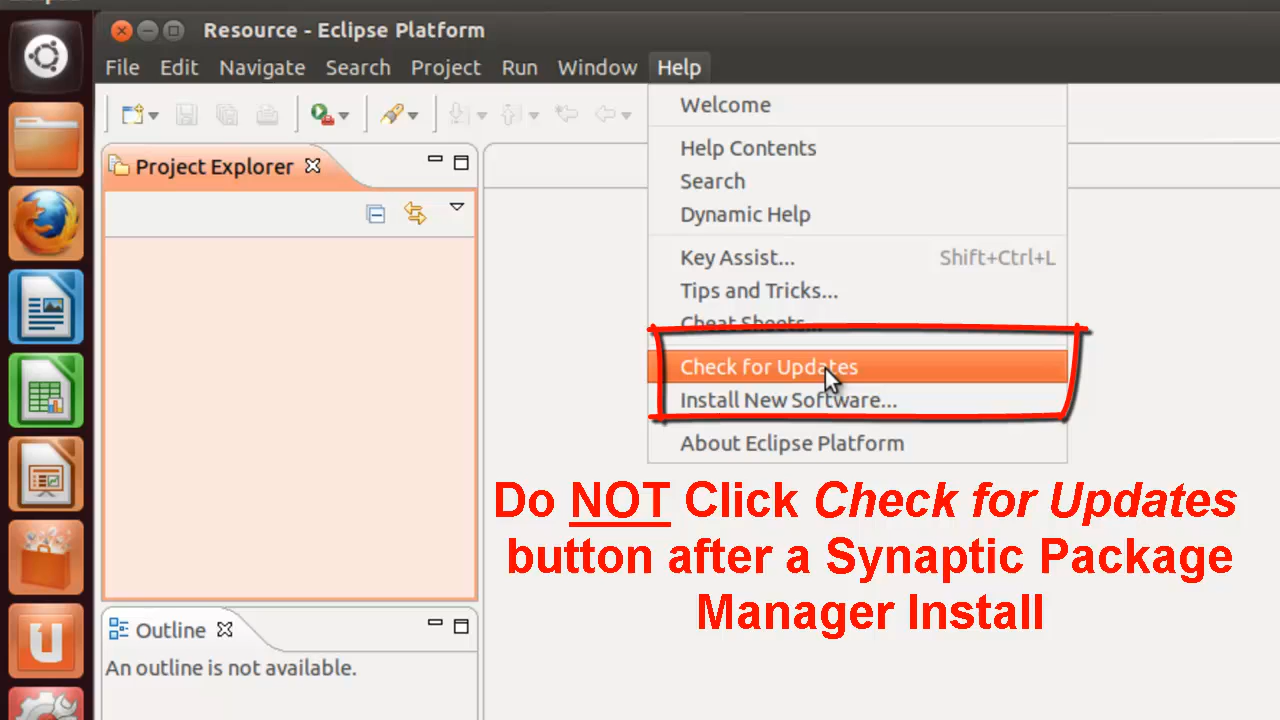 Resource - Eclipse Platform
File Edit Navigate Search Project Run Window Help
Welcome
Project Explorer
Help Contents
Search
Dynamic Help
Key Assist... Shift+Ctrl+L
Tips and Tricks...
Cheat Sheets...
Check for Updates
Install New Software...
About Eclipse Platform
Do NOT Click Check for Updates
button after a Synaptic Package
Manager Install
Outline
An outline is not available.